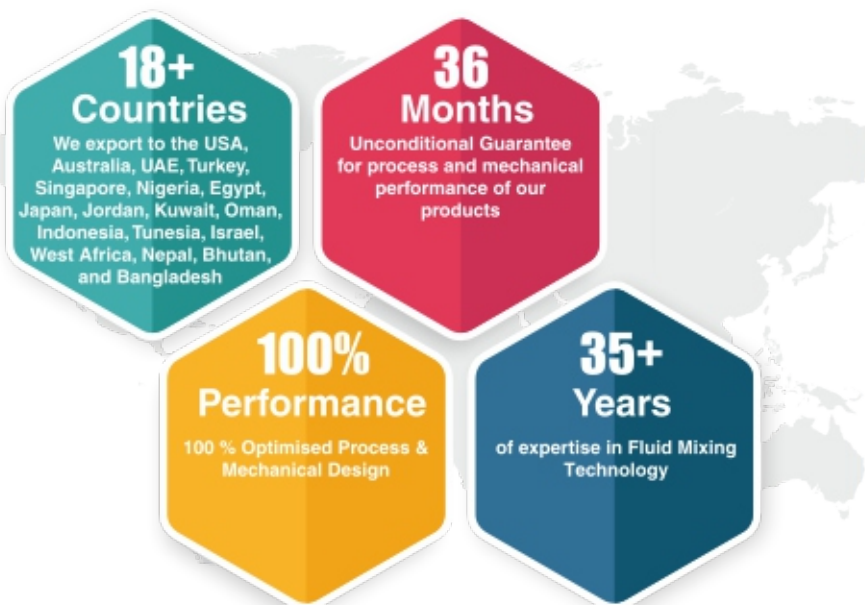 18+
Countries
We export to the USA,
Australia, UAE, Turkey,
Singapore, Nigeria, Egypt,
Japan, Jordan, Kuwait, Oman,
Indonesia, Tunesia, Israel,
West Africa, Nepal, Bhutan,
and Bangladesh
36
Months
Unconditional Guarantee
for process and mechanical
performance of our
products
100%
Performance
100 % Optimised Process &
Mechanical Design
35+
Years
of expertise in Fluid Mixing
Technology